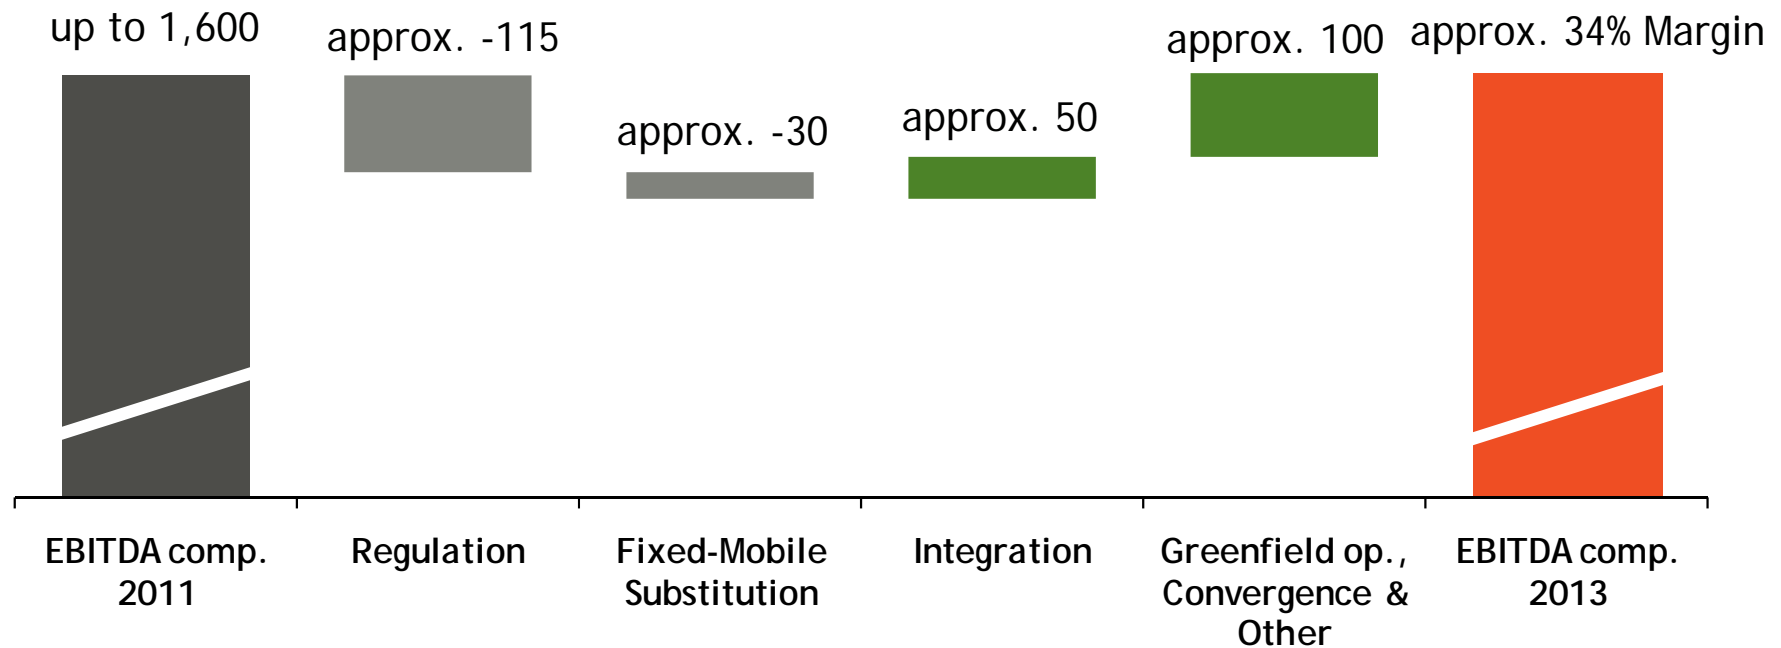 up to 1,600
approx. -115
approx. -30
approx. 50
approx. 100
approx. 34% Margin
EBITDA comp.
2011
Regulation
Fixed-Mobile
Substitution
Integration
Greenfield op.,
Convergence &
Other
EBITDA comp.
2013